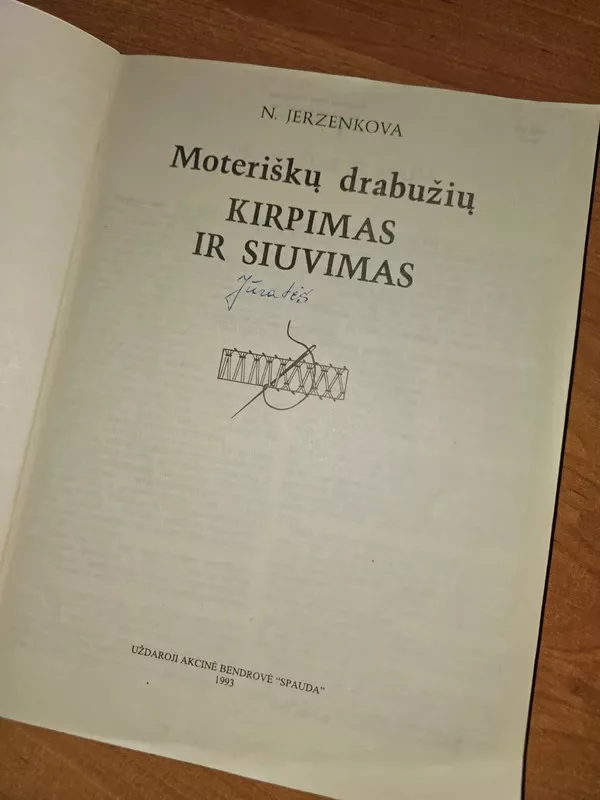 N. JERZENKOVA
Moteriškų drabužių
KIRPIMAS
IR SIUVIMAS
Jūratės
UŽDAROJI AKCINĖ BENDROVĖ "SPAUDA"
1993